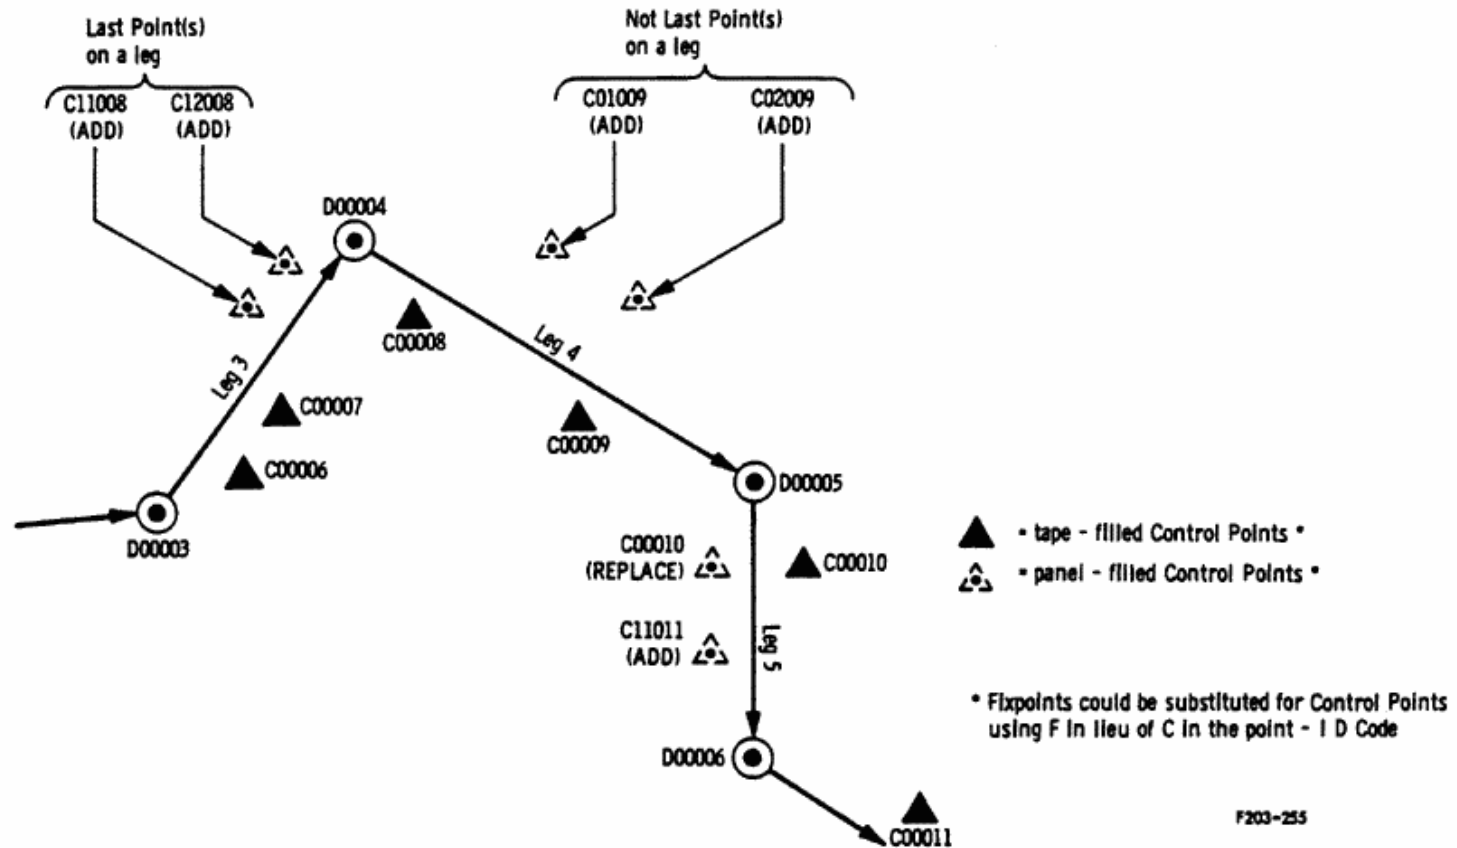 Last Point(s)
on a leg
C11008
(ADD)
C12008
(ADD)
Not Last Point(s)
on a leg
C01009
(ADD)
C02009
(ADD)
D00004
C00008
Leg 4
Leg 3
C00007
C00006
C00009
D00003
D00005
C00010
(REPLACE)
C00010
C11011
(ADD)
Leg 5
D00006
C00011
- tape - filled Control Points *
- panel - filled Control Points *
* Fixpoints could be substituted for Control Points
using F in lieu of C in the point - I D Code
F203-255